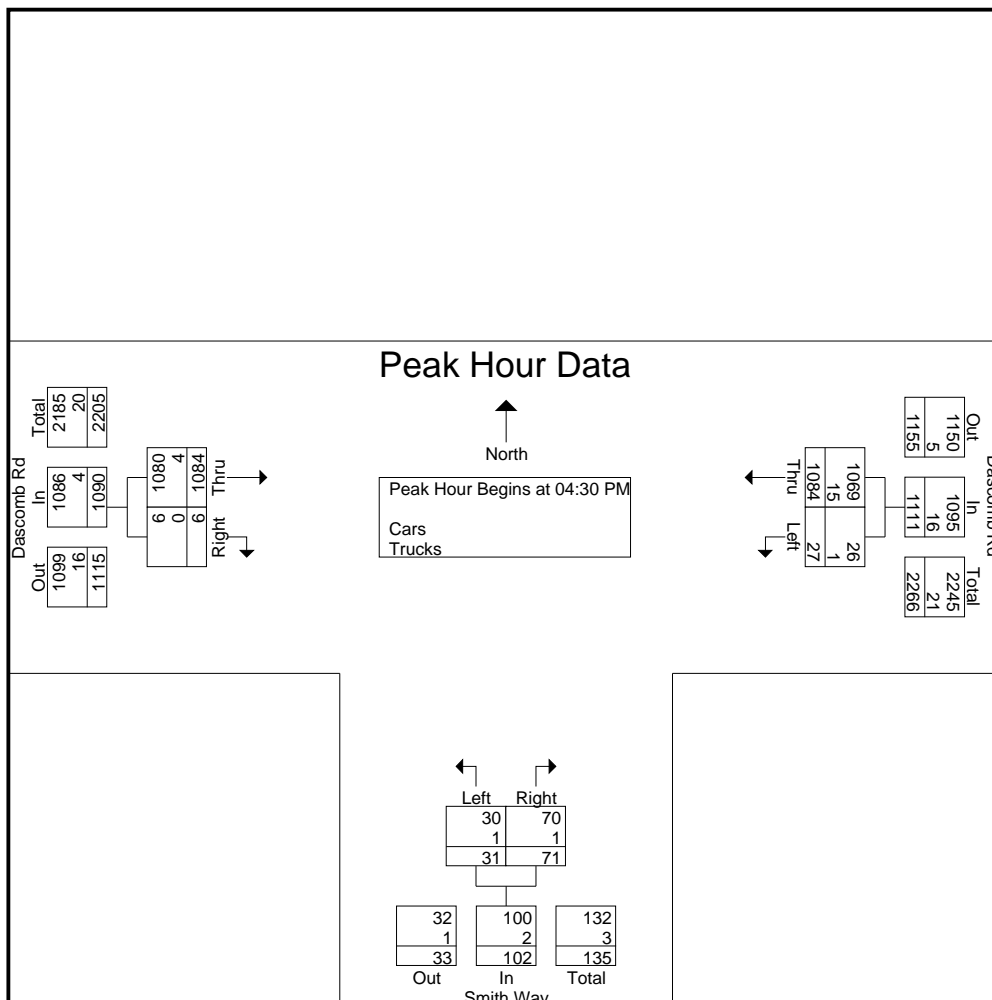 Peak Hour Data
North
Peak Hour Begins at 04:30 PM
Cars
Trucks
Dascomb Rd
Total
2185
20
2205
In
1086
4
1090
Out
1099
16
1115
Thru
1080
4
1084
Right
6
0
6
Dascomb Rd
Out
1150
5
1155
In
1095
16
1111
Total
2245
21
2266
Thru
1069
15
1084
Left
26
1
27
Left Right
30 70
1 1
31 71
32 100 132
1 2 3
33 102 135
Out In Total
Smith Way